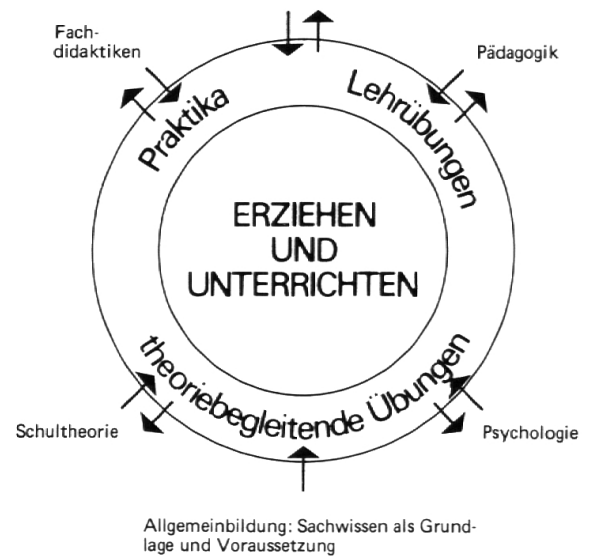 Fach-
didaktiken
Pädagogik
Praktika
Lehrübungen
ERZIEHEN
UND
UNTERRICHTEN
theoriebegleitende Übungen
Schultheorie
Psychologie
Allgemeinbildung: Sachwissen als Grund-
lage und Voraussetzung